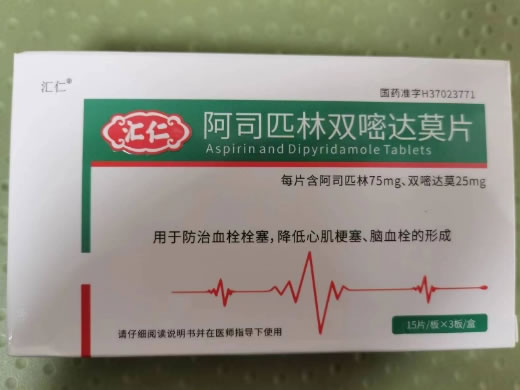 汇仁®
国药准字H37023771
汇仁
阿司匹林双嘧达莫片
Aspirin and Dipyridamole Tablets
每片含阿司匹林75mg、双嘧达莫25mg
用于防治血栓栓塞,降低心肌梗塞、脑血栓的形成
请仔细阅读说明书并在医师指导下使用
15片/板×3板/盒